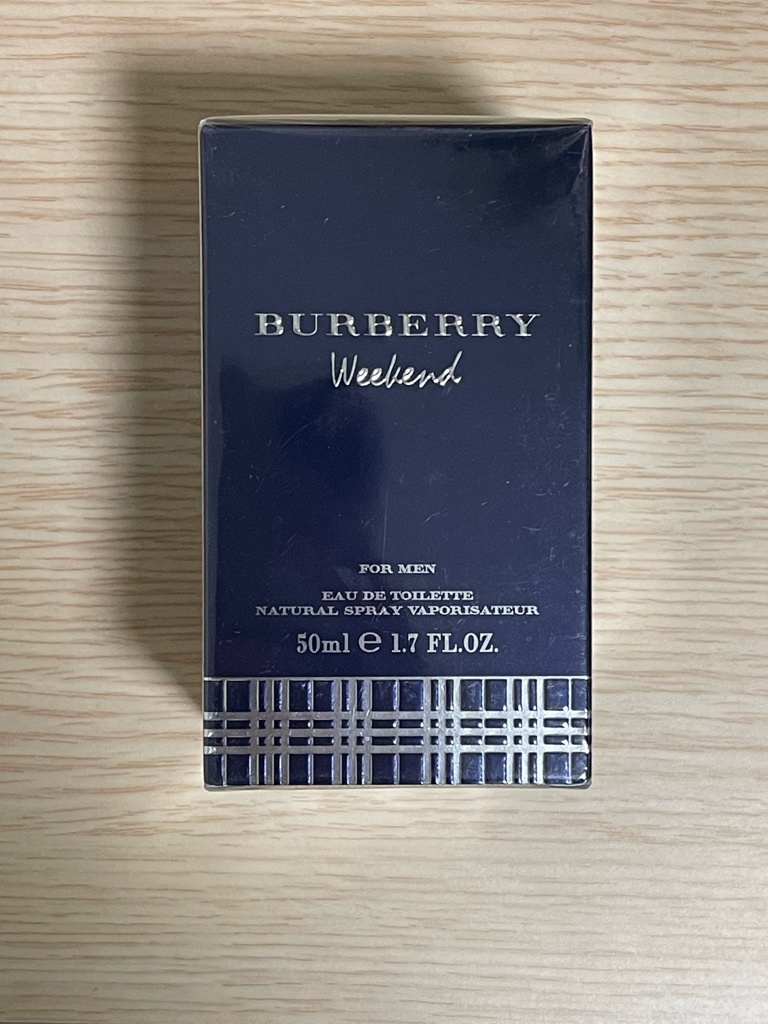 BURBERRY
Weekend
FOR MEN
EAU DE TOILETTE
NATURAL SPRAY VAPORISATEUR
50ml ℮ 1.7 FL.OZ.